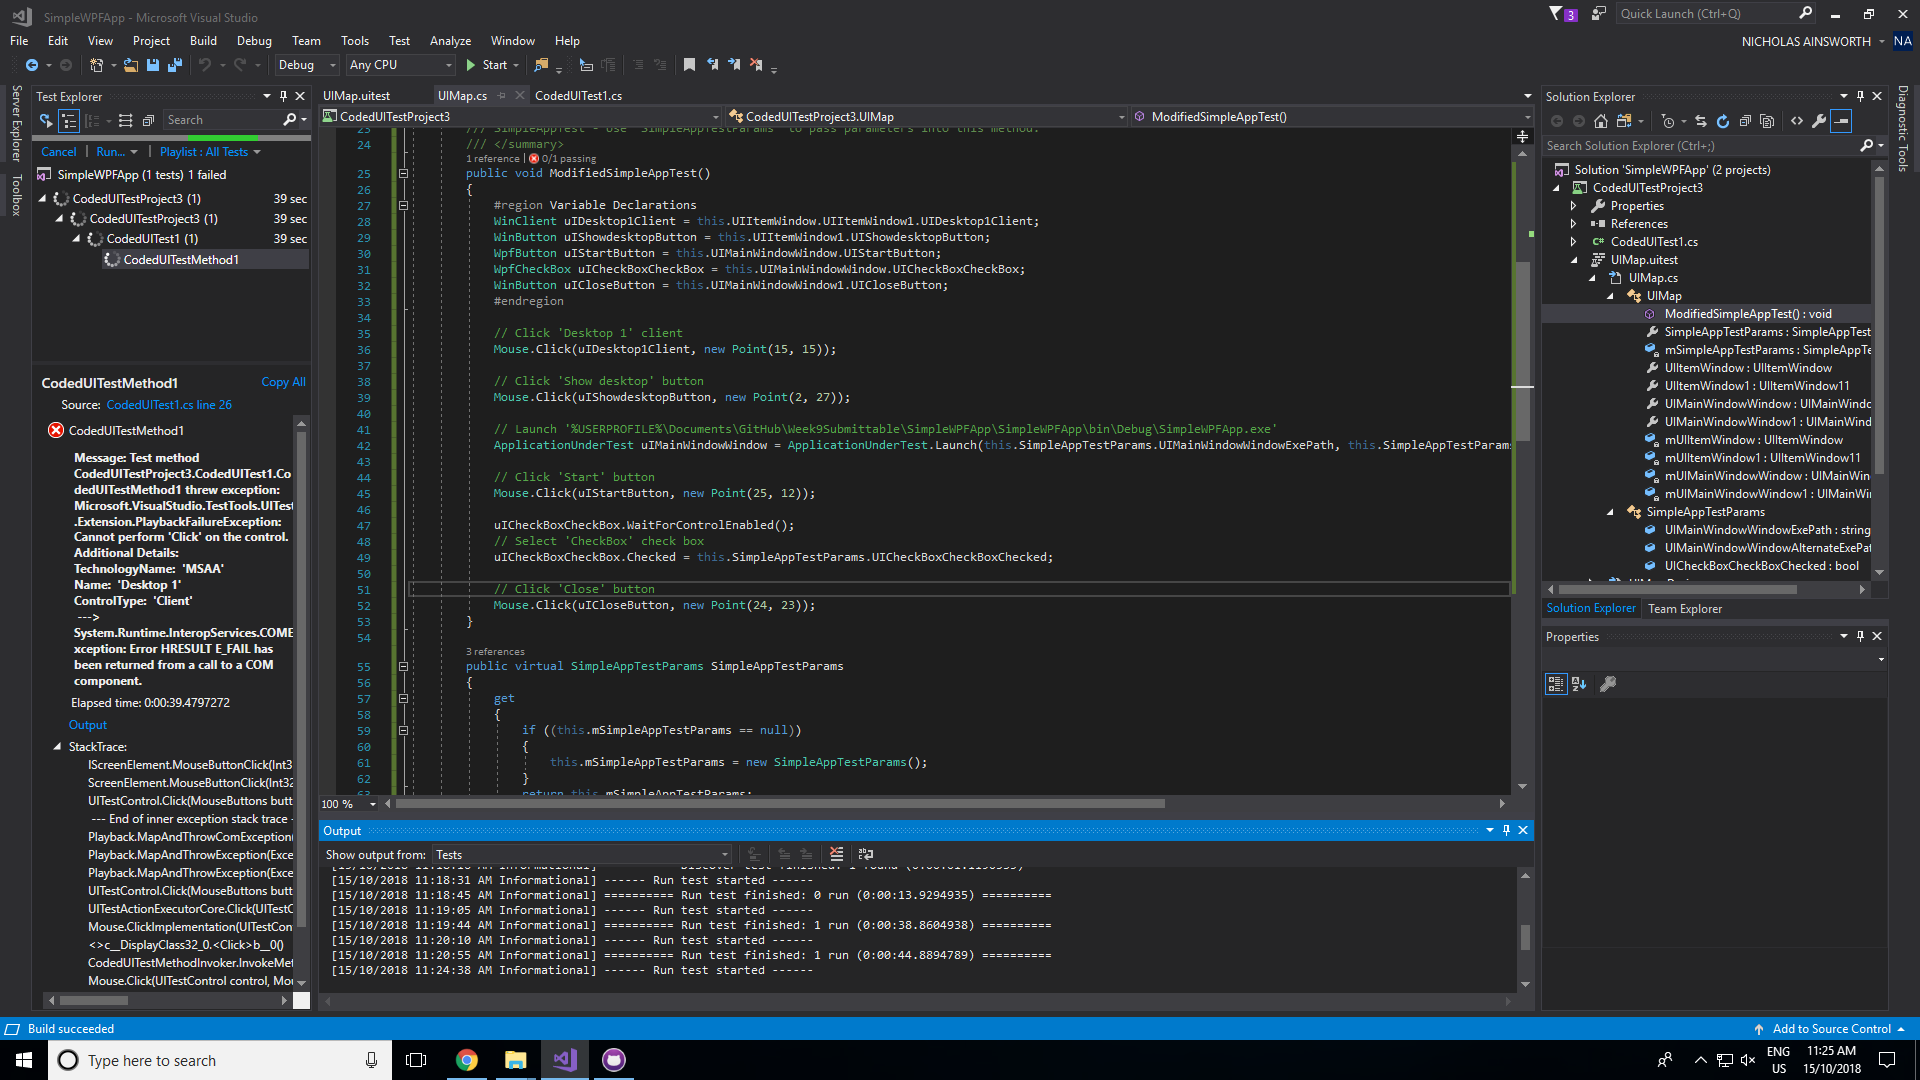 SimpleWPFApp - Microsoft Visual Studio
3
Quick Launch (Ctrl+Q)
File Edit View Project Build Debug Team Tools Test Analyze Window Help
NICHOLAS AINSWORTH NA
Debug Any CPU Start
Server Explorer
Toolbox
Test Explorer
Search
Cancel Run... Playlist : All Tests
SimpleWPFApp (1 tests) 1 failed
CodedUITestProject3 (1) 39 sec
CodedUITestProject3 (1) 39 sec
CodedUITest1 (1) 39 sec
CodedUITestMethod1
CodedUITestMethod1 Copy All
Source: CodedUITest1.cs line 26
CodedUITestMethod1
Message: Test method
CodedUITestProject3.CodedUITest1.Co
dedUITestMethod1 threw exception:
Microsoft.VisualStudio.TestTools.UITest
.Extension.PlaybackFailureException:
Cannot perform 'Click' on the control.
Additional Details:
TechnologyName: 'MSAA'
Name: 'Desktop 1'
ControlType: 'Client'
--->
System.Runtime.InteropServices.COME
xception: Error HRESULT E_FAIL has
been returned from a call to a COM
component.
Elapsed time: 0:00:39.4797272
Output
StackTrace:
IScreenElement.MouseButtonClick(Int3
ScreenElement.MouseButtonClick(Int32
UITestControl.Click(MouseButtons butt
--- End of inner exception stack trace -
Playback.MapAndThrowComException(
Playback.MapAndThrowException(Exce
Playback.MapAndThrowException(Exce
UITestControl.Click(MouseButtons butt
UITestActionExecutorCore.Click(UITestC
Mouse.ClickImplementation(UITestCon
<>c__DisplayClass32_0.<Click>b__0()
CodedUITestMethodInvoker.InvokeMet
Mouse.Click(UITestControl control, Mou
UIMap.uitest UIMap.cs CodedUITest1.cs
CodedUITestProject3 CodedUITestProject3.UIMap ModifiedSimpleAppTest()
23 /// SimpleAppTest - Use 'SimpleAppTestParams' to pass parameters into this method.
24 /// </summary>
1 reference | 0/1 passing
25 public void ModifiedSimpleAppTest()
26 {
27 #region Variable Declarations
28 WinClient uIDesktop1Client = this.UIItemWindow.UIItemWindow1.UIDesktop1Client;
29 WinButton uIShowdesktopButton = this.UIItemWindow1.UIShowdesktopButton;
30 WpfButton uIStartButton = this.UIMainWindowWindow.UIStartButton;
31 WpfCheckBox uICheckBoxCheckBox = this.UIMainWindowWindow.UICheckBoxCheckBox;
32 WinButton uICloseButton = this.UIMainWindowWindow1.UICloseButton;
33 #endregion
34
35 // Click 'Desktop 1' client
36 Mouse.Click(uIDesktop1Client, new Point(15, 15));
37
38 // Click 'Show desktop' button
39 Mouse.Click(uIShowdesktopButton, new Point(2, 27));
40
41 // Launch '%USERPROFILE%\Documents\GitHub\Week9Submittable\SimpleWPFApp\SimpleWPFApp\bin\Debug\SimpleWPFApp.exe'
42 ApplicationUnderTest uIMainWindowWindow = ApplicationUnderTest.Launch(this.SimpleAppTestParams.UIMainWindowWindowExePath, this.SimpleAppTestParams
43
44 // Click 'Start' button
45 Mouse.Click(uIStartButton, new Point(25, 12));
46
47 uICheckBoxCheckBox.WaitForControlEnabled();
48 // Select 'CheckBox' check box
49 uICheckBoxCheckBox.Checked = this.SimpleAppTestParams.UICheckBoxCheckBoxChecked;
50
51 // Click 'Close' button
52 Mouse.Click(uICloseButton, new Point(24, 23));
53 }
54
3 references
55 public virtual SimpleAppTestParams SimpleAppTestParams
56 {
57 get
58 {
59 if ((this.mSimpleAppTestParams == null))
60 {
61 this.mSimpleAppTestParams = new SimpleAppTestParams();
62 }
63 return this.mSimpleAppTestParams;
100 %
Output
Show output from: Tests
[15/10/2018 11:18:31 AM Informational] ------ Run test started ------
[15/10/2018 11:18:45 AM Informational] ========== Run test finished: 0 run (0:00:13.9294935) ==========
[15/10/2018 11:19:05 AM Informational] ------ Run test started ------
[15/10/2018 11:19:44 AM Informational] ========== Run test finished: 1 run (0:00:38.8604938) ==========
[15/10/2018 11:20:10 AM Informational] ------ Run test started ------
[15/10/2018 11:20:55 AM Informational] ========== Run test finished: 1 run (0:00:44.8894789) ==========
[15/10/2018 11:24:38 AM Informational] ------ Run test started ------
Solution Explorer
Search Solution Explorer (Ctrl+;)
Solution 'SimpleWPFApp' (2 projects)
CodedUITestProject3
Properties
References
CodedUITest1.cs
UIMap.uitest
UIMap.cs
UIMap
ModifiedSimpleAppTest() : void
SimpleAppTestParams : SimpleAppTest
mSimpleAppTestParams : SimpleAppTe
UIItemWindow : UIItemWindow
UIItemWindow1 : UIItemWindow11
UIMainWindowWindow : UIMainWindc
UIMainWindowWindow1 : UIMainWind
mUIItemWindow : UIItemWindow
mUIItemWindow1 : UIItemWindow11
mUIMainWindowWindow : UIMainWin
mUIMainWindowWindow1 : UIMainWi
SimpleAppTestParams
UIMainWindowWindowExePath : string
UIMainWindowWindowAlternateExePat
UICheckBoxCheckBoxChecked : bool
Solution Explorer Team Explorer
Properties
Diagnostic Tools
Build succeeded
Add to Source Control
Type here to search
ENG
US
11:25 AM
15/10/2018